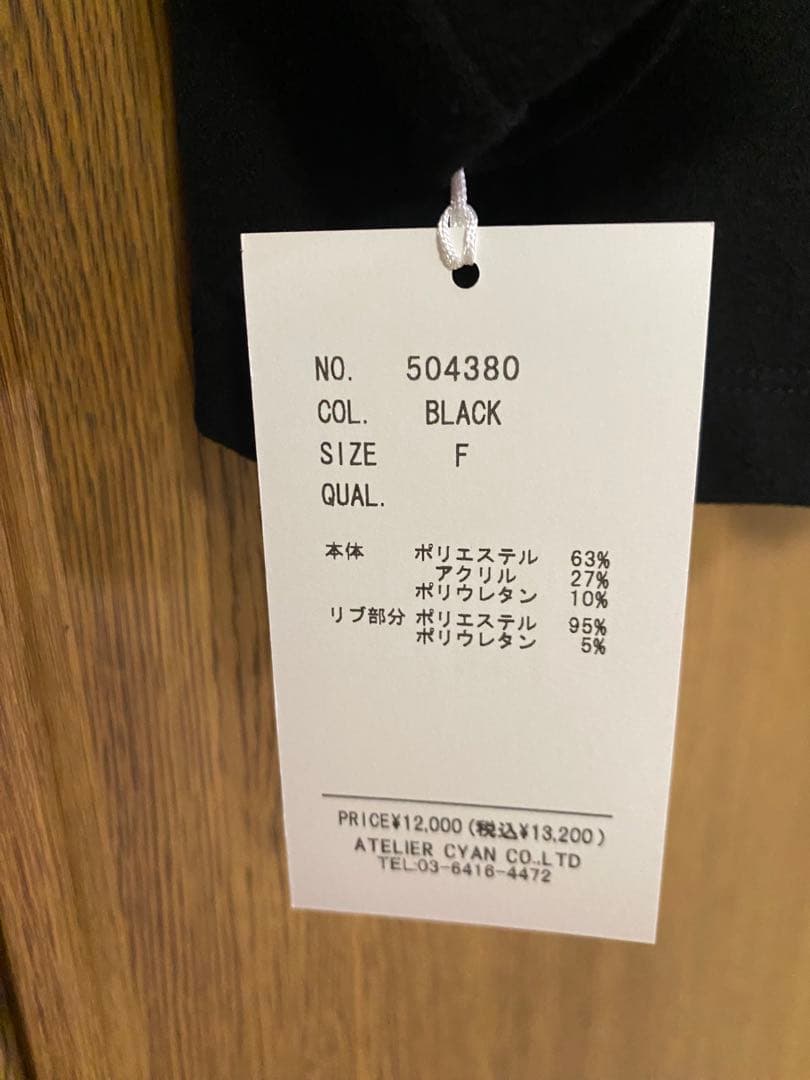 NO. 504380
COL. BLACK
SIZE F
QUAL.
本体 ポリエステル 63%
アクリル 27%
ポリウレタン 10%
リブ部分 ポリエステル 95%
ポリウレタン 5%
PRICE¥12,000(税込¥13,200)
ATELIER CYAN CO.,LTD
TEL:03-6416-4472